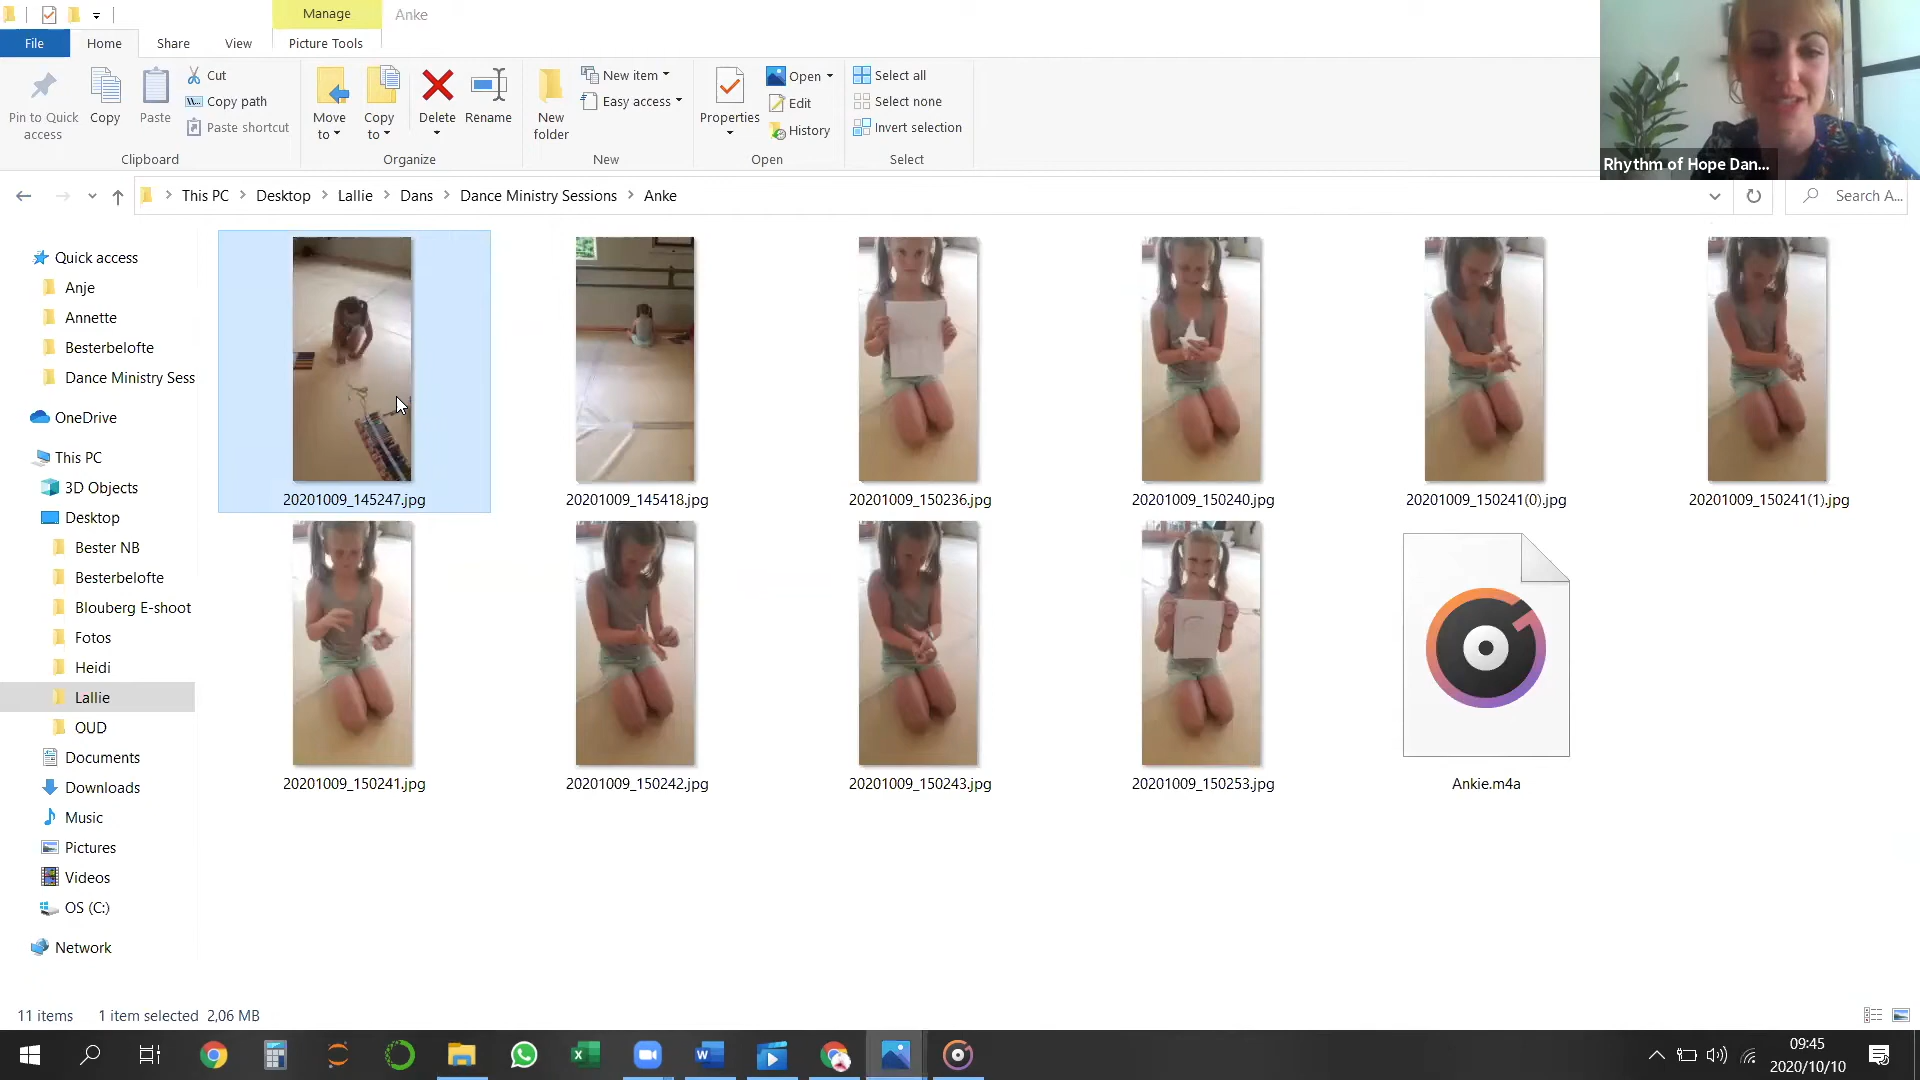 Manage
Anke
File
Home
Share
View
Picture Tools
Pin to Quick access
Copy
Paste
Cut
Copy path
Paste shortcut
Clipboard
Move to
Copy to
Delete
Rename
Organize
New folder
New item
Easy access
New
Properties
Open
Edit
History
Open
Select all
Select none
Invert selection
Select
Rhythm of Hope Dan...
This PC
Desktop
Lallie
Dans
Dance Ministry Sessions
Anke
Search A...
Quick access
Anje
Annette
Besterbelofte
Dance Ministry Sess
OneDrive
This PC
3D Objects
Desktop
Bester NB
Besterbelofte
Blouberg E-shoot
Fotos
Heidi
Lallie
OUD
Documents
Downloads
Music
Pictures
Videos
OS (C:)
Network
20201009_145247.jpg
20201009_145418.jpg
20201009_150236.jpg
20201009_150240.jpg
20201009_150241(0).jpg
20201009_150241(1).jpg
20201009_150241.jpg
20201009_150242.jpg
20201009_150243.jpg
20201009_150253.jpg
Ankie.m4a
11 items
1 item selected 2,06 MB
09:45
2020/10/10